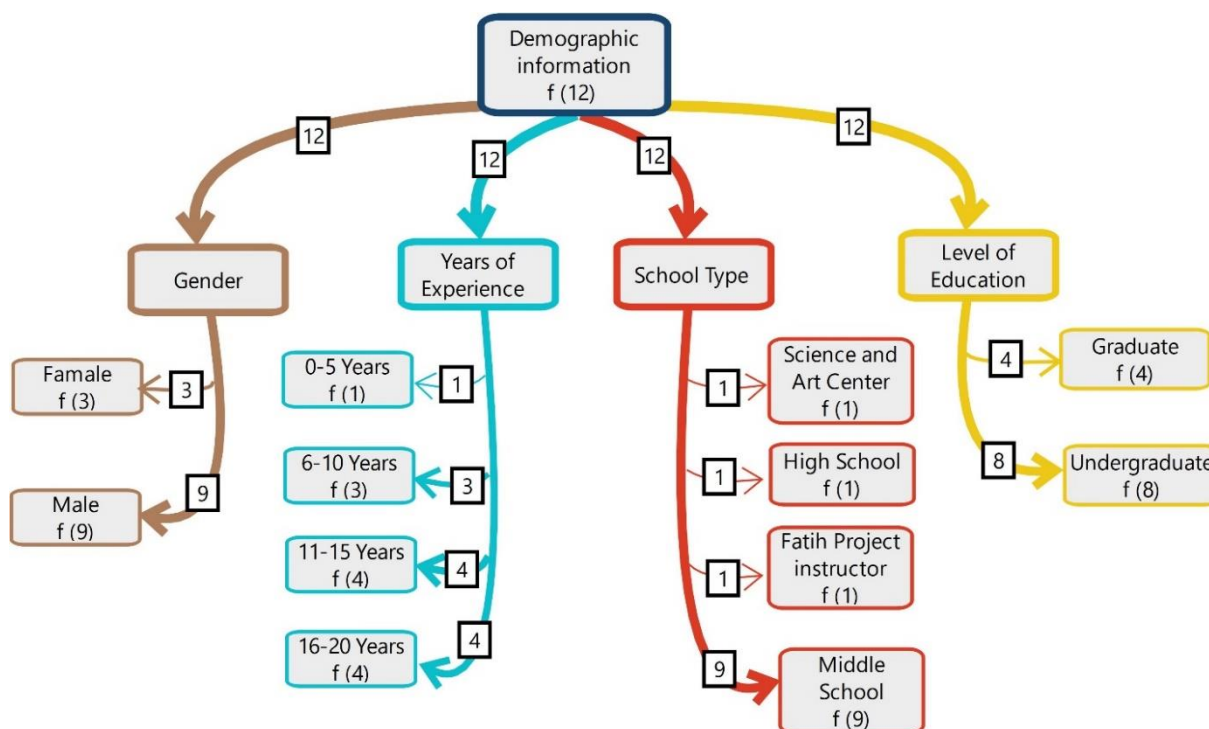 Demographic
information
f (12)
12
12
12
12
Gender
Years of
Experience
School Type
Level of
Education
Famale
f (3)
3
Male
f (9)
9
0-5 Years
f (1)
1
6-10 Years
f (3)
3
11-15 Years
f (4)
4
16-20 Years
f (4)
4
1
Science and
Art Center
f (1)
1
High School
f (1)
1
Fatih Project
instructor
f (1)
9
Middle
School
f (9)
4
Graduate
f (4)
8
Undergraduate
f (8)